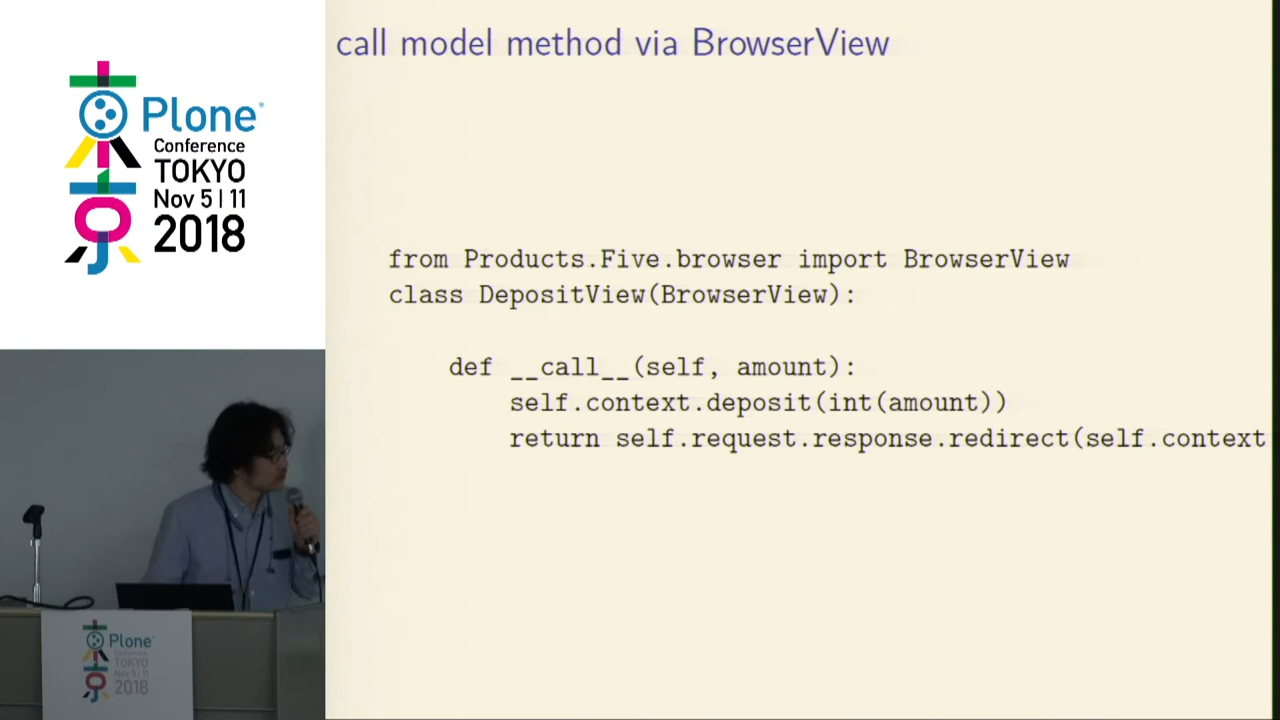 call model method via BrowserView
Plone
Conference
TOKYO
Nov 5 | 11
2018
from Products.Five.browser import BrowserView
class DepositView(BrowserView):
def __call__(self, amount):
self.context.deposit(int(amount))
return self.request.response.redirect(self.context
Plone
Conference
TOKYO
Nov 5 | 11
2018